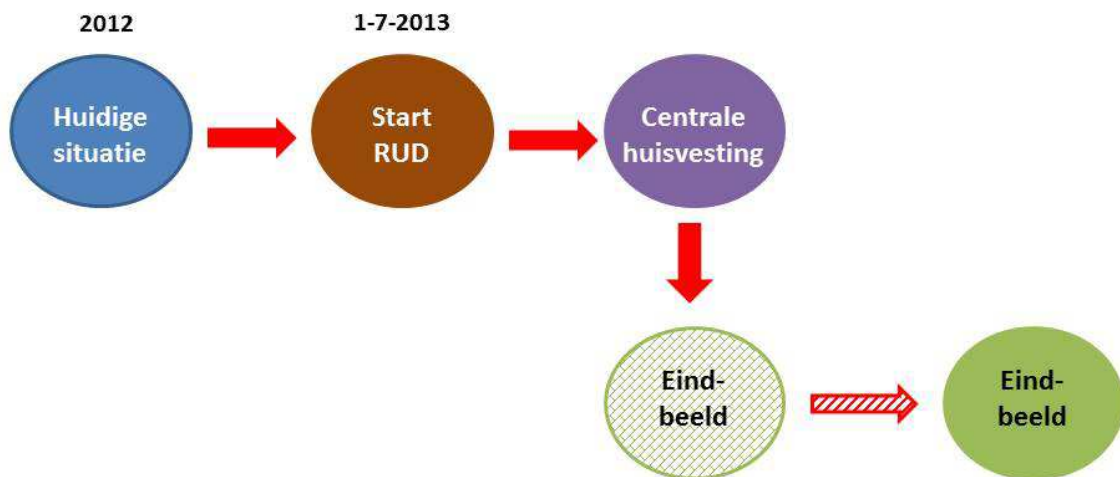 2012
1-7-2013
Huidige
situatie
Start
RUD
Centrale
huisvesting
Eind-
beeld
Eind-
beeld